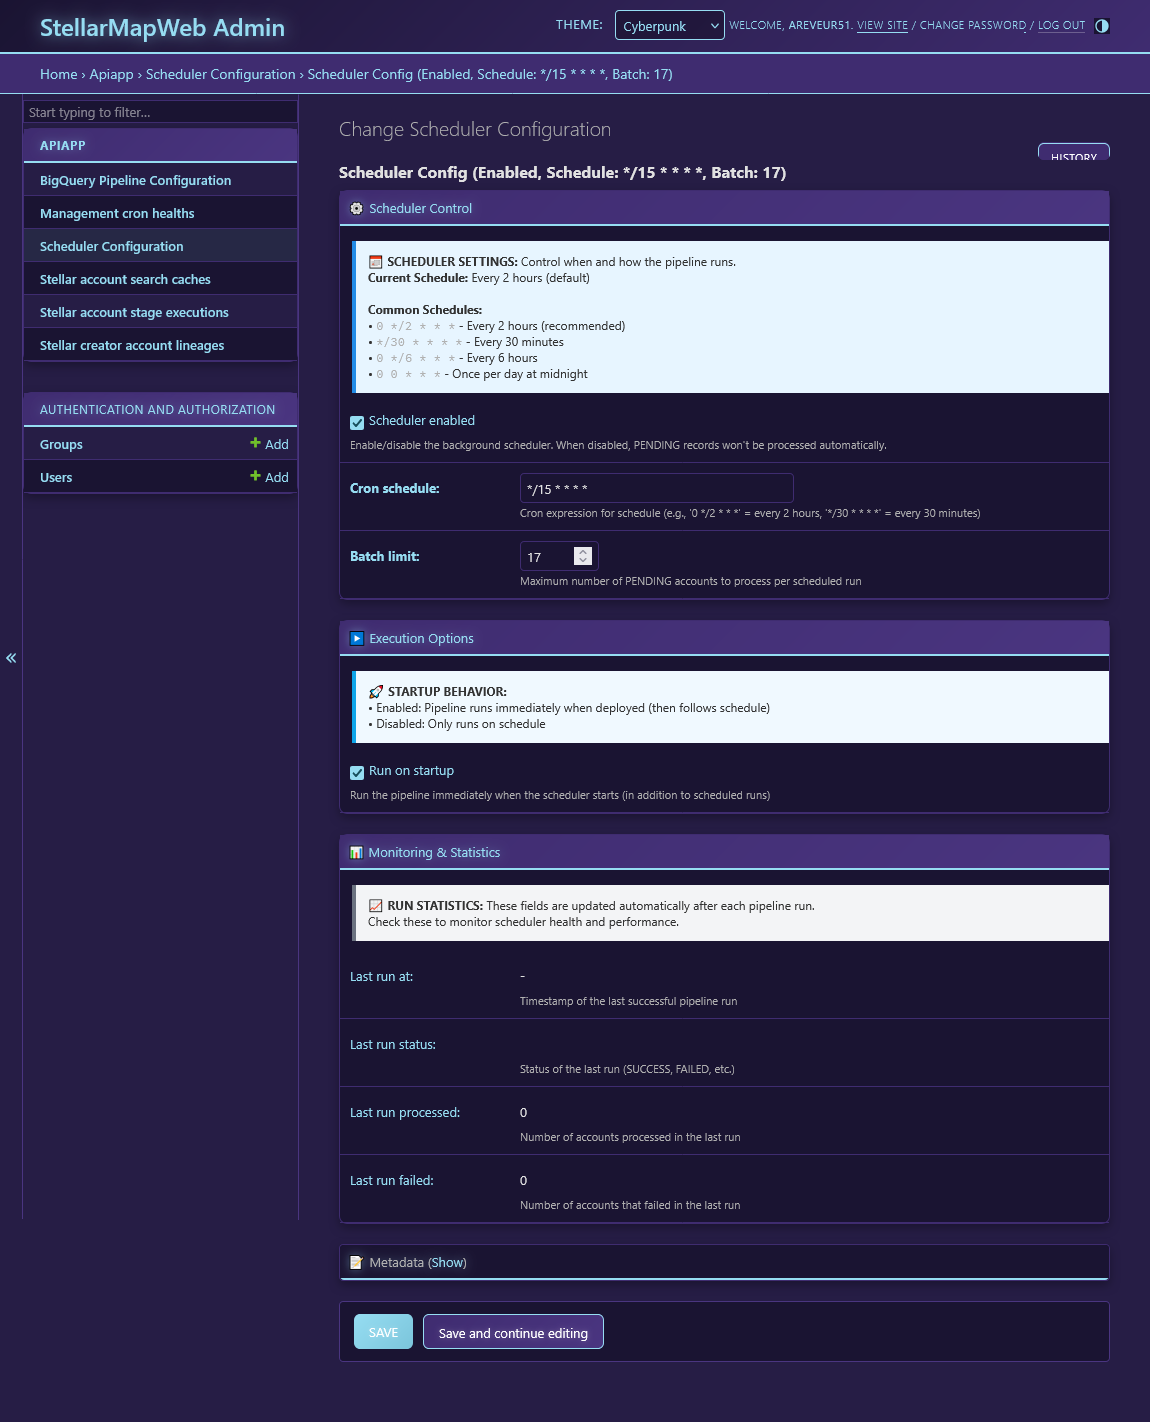 StellarMapWeb Admin
THEME: Cyberpunk WELCOME, AREVEUR51. VIEW SITE / CHANGE PASSWORD / LOG OUT
Home › Apiapp › Scheduler Configuration › Scheduler Config (Enabled, Schedule: */15 * * * *, Batch: 17)
Start typing to filter...
APIAPP
BigQuery Pipeline Configuration
Management cron healths
Scheduler Configuration
Stellar account search caches
Stellar account stage executions
Stellar creator account lineages
AUTHENTICATION AND AUTHORIZATION
Groups Add
Users Add
«
Change Scheduler Configuration
HISTORY
Scheduler Config (Enabled, Schedule: */15 * * * *, Batch: 17)
Scheduler Control
SCHEDULER SETTINGS: Control when and how the pipeline runs.
Current Schedule: Every 2 hours (default)
Common Schedules:
• 0 */2 * * * - Every 2 hours (recommended)
• */30 * * * * - Every 30 minutes
• 0 */6 * * * - Every 6 hours
• 0 0 * * * - Once per day at midnight
Scheduler enabled
Enable/disable the background scheduler. When disabled, PENDING records won't be processed automatically.
Cron schedule: */15 * * * *
Cron expression for schedule (e.g., '0 */2 * * *' = every 2 hours, '*/30 * * * *' = every 30 minutes)
Batch limit: 17
Maximum number of PENDING accounts to process per scheduled run
Execution Options
STARTUP BEHAVIOR:
• Enabled: Pipeline runs immediately when deployed (then follows schedule)
• Disabled: Only runs on schedule
Run on startup
Run the pipeline immediately when the scheduler starts (in addition to scheduled runs)
Monitoring & Statistics
RUN STATISTICS: These fields are updated automatically after each pipeline run.
Check these to monitor scheduler health and performance.
Last run at: -
Timestamp of the last successful pipeline run
Last run status:
Status of the last run (SUCCESS, FAILED, etc.)
Last run processed: 0
Number of accounts processed in the last run
Last run failed: 0
Number of accounts that failed in the last run
Metadata (Show)
SAVE Save and continue editing